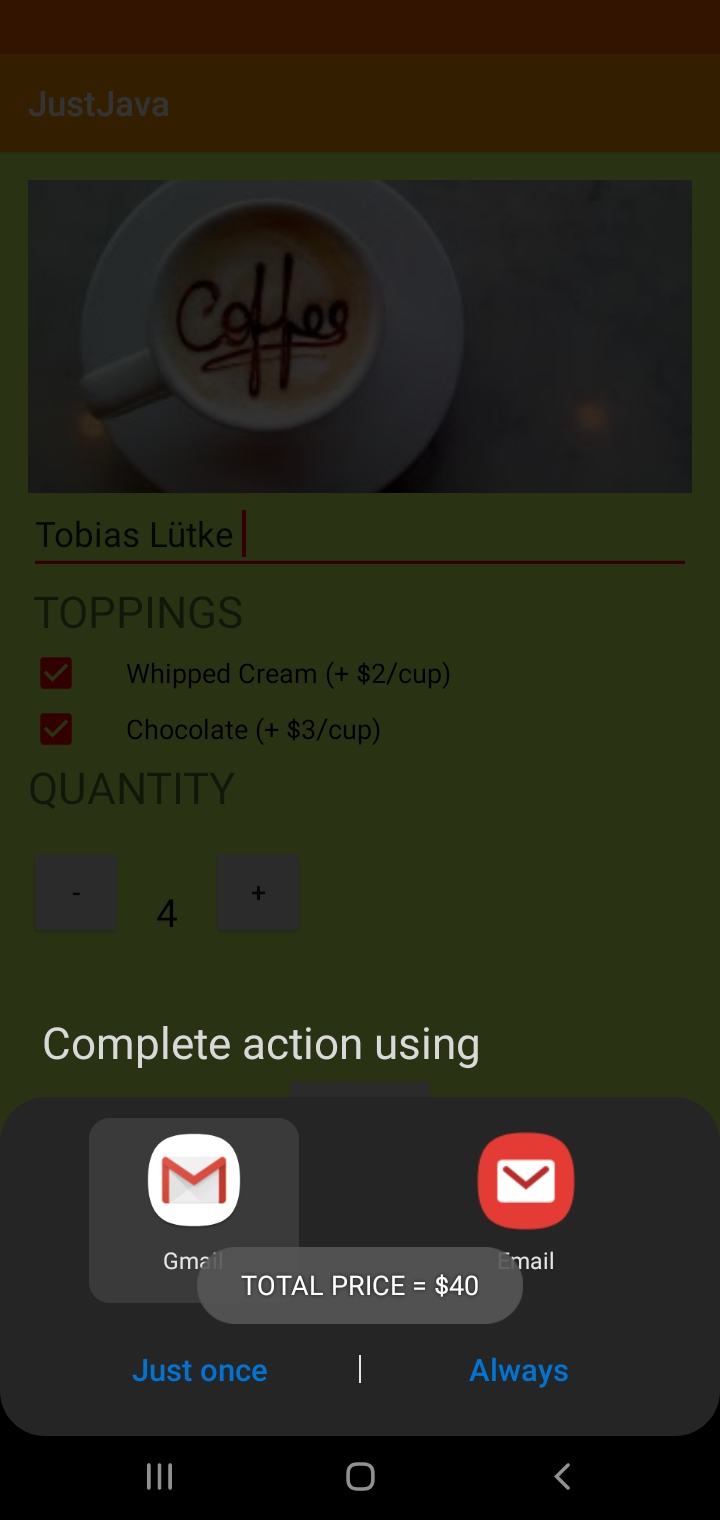 JustJava
Coffee
Tobias Lütke
TOPPINGS
Whipped Cream (+ $2/cup)
Chocolate (+ $3/cup)
QUANTITY
- 4 +
Complete action using
Gmail Email
TOTAL PRICE = $40
Just once | Always